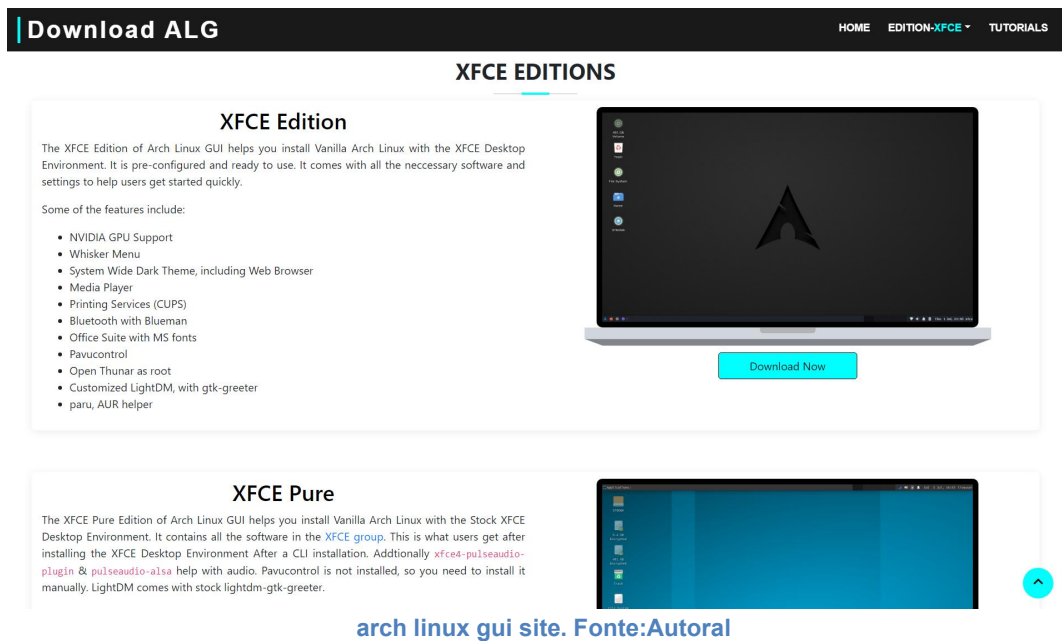 Download ALG
HOME EDITION-XFCE TUTORIALS
XFCE EDITIONS
XFCE Edition
The XFCE Edition of Arch Linux GUI helps you install Vanilla Arch Linux with the XFCE Desktop
Environment. It is pre-configured and ready to use. It comes with all the neccessary software and
settings to help users get started quickly.
Some of the features include:
• NVIDIA GPU Support
• Whisker Menu
• System Wide Dark Theme, including Web Browser
• Media Player
• Printing Services (CUPS)
• Bluetooth with Blueman
• Office Suite with MS fonts
• Pavucontrol
• Open Thunar as root
• Customized LightDM, with gtk-greeter
• paru, AUR helper
Download Now
XFCE Pure
The XFCE Pure Edition of Arch Linux GUI helps you install Vanilla Arch Linux with the Stock XFCE
Desktop Environment. It contains all the software in the XFCE group. This is what users get after
installing the XFCE Desktop Environment After a CLI installation. Addtionally xfce4-pulseaudio-
plugin & pulseaudio-alsa help with audio. Pavucontrol is not installed, so you need to install it
manually. LightDM comes with stock lightdm-gtk-greeter.
arch linux gui site. Fonte:Autoral